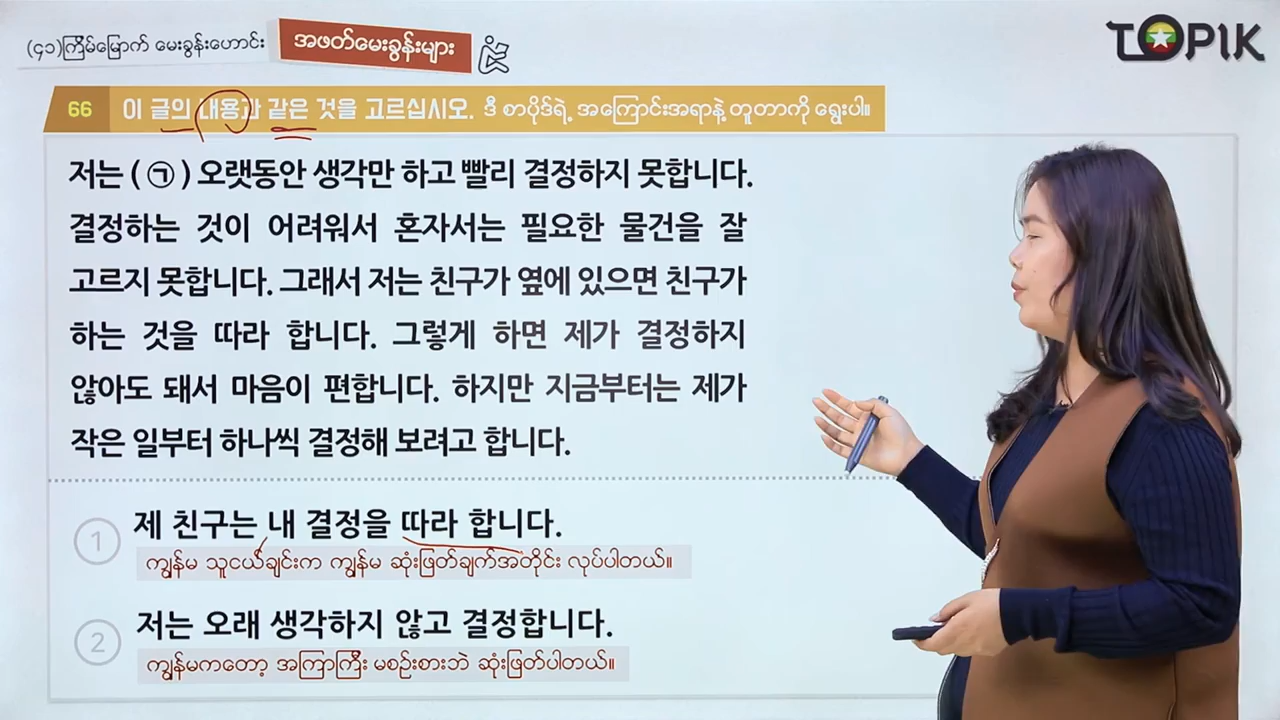 (၄၁)ကြိမ်မြောက် မေးခွန်းဟောင်း
အဖတ်မေးခွန်းများ
TOPIK
66 이 글의 내용과 같은 것을 고르십시오. ဒီ စာပိုဒ်ရဲ့ အကြောင်းအရာနဲ့ တူတာကို ရွေးပါ။
저는 ( ㉠ ) 오랫동안 생각만 하고 빨리 결정하지 못합니다.
결정하는 것이 어려워서 혼자서는 필요한 물건을 잘
고르지 못합니다. 그래서 저는 친구가 옆에 있으면 친구가
하는 것을 따라 합니다. 그렇게 하면 제가 결정하지
않아도 돼서 마음이 편합니다. 하지만 지금부터는 제가
작은 일부터 하나씩 결정해 보려고 합니다.
1 제 친구는 내 결정을 따라 합니다.
ကျွန်မ သူငယ်ချင်းက ကျွန်မ ဆုံးဖြတ်ချက်အတိုင်း လုပ်ပါတယ်။
2 저는 오래 생각하지 않고 결정합니다.
ကျွန်မကတော့ အကြာကြီး မစဉ်းစားဘဲ ဆုံးဖြတ်ပါတယ်။